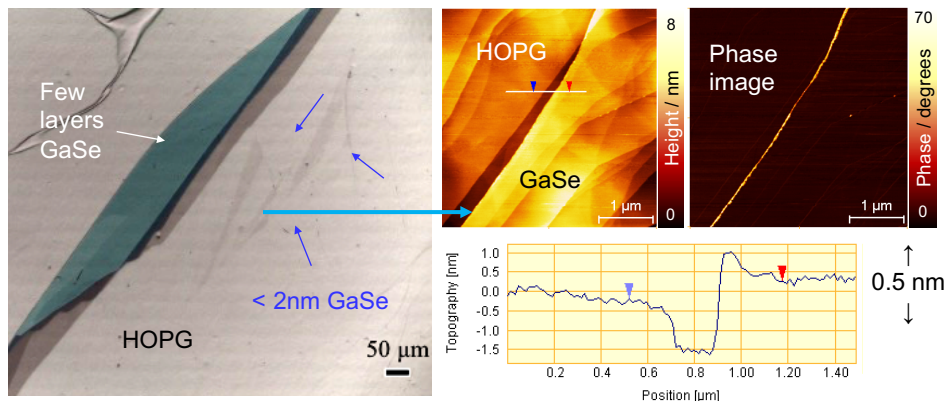 Few
layers
GaSe
< 2nm GaSe
HOPG
50 µm
HOPG
GaSe
1 µm
8
Height / nm
0
Phase
image
1 µm
70
Phase / degrees
0
Topography [nm]
1.0
0.5
0.0
-0.5
-1.0
-1.5
0.2 0.4 0.6 0.8 1.00 1.20 1.40
Position [µm]
↑
0.5 nm
↓